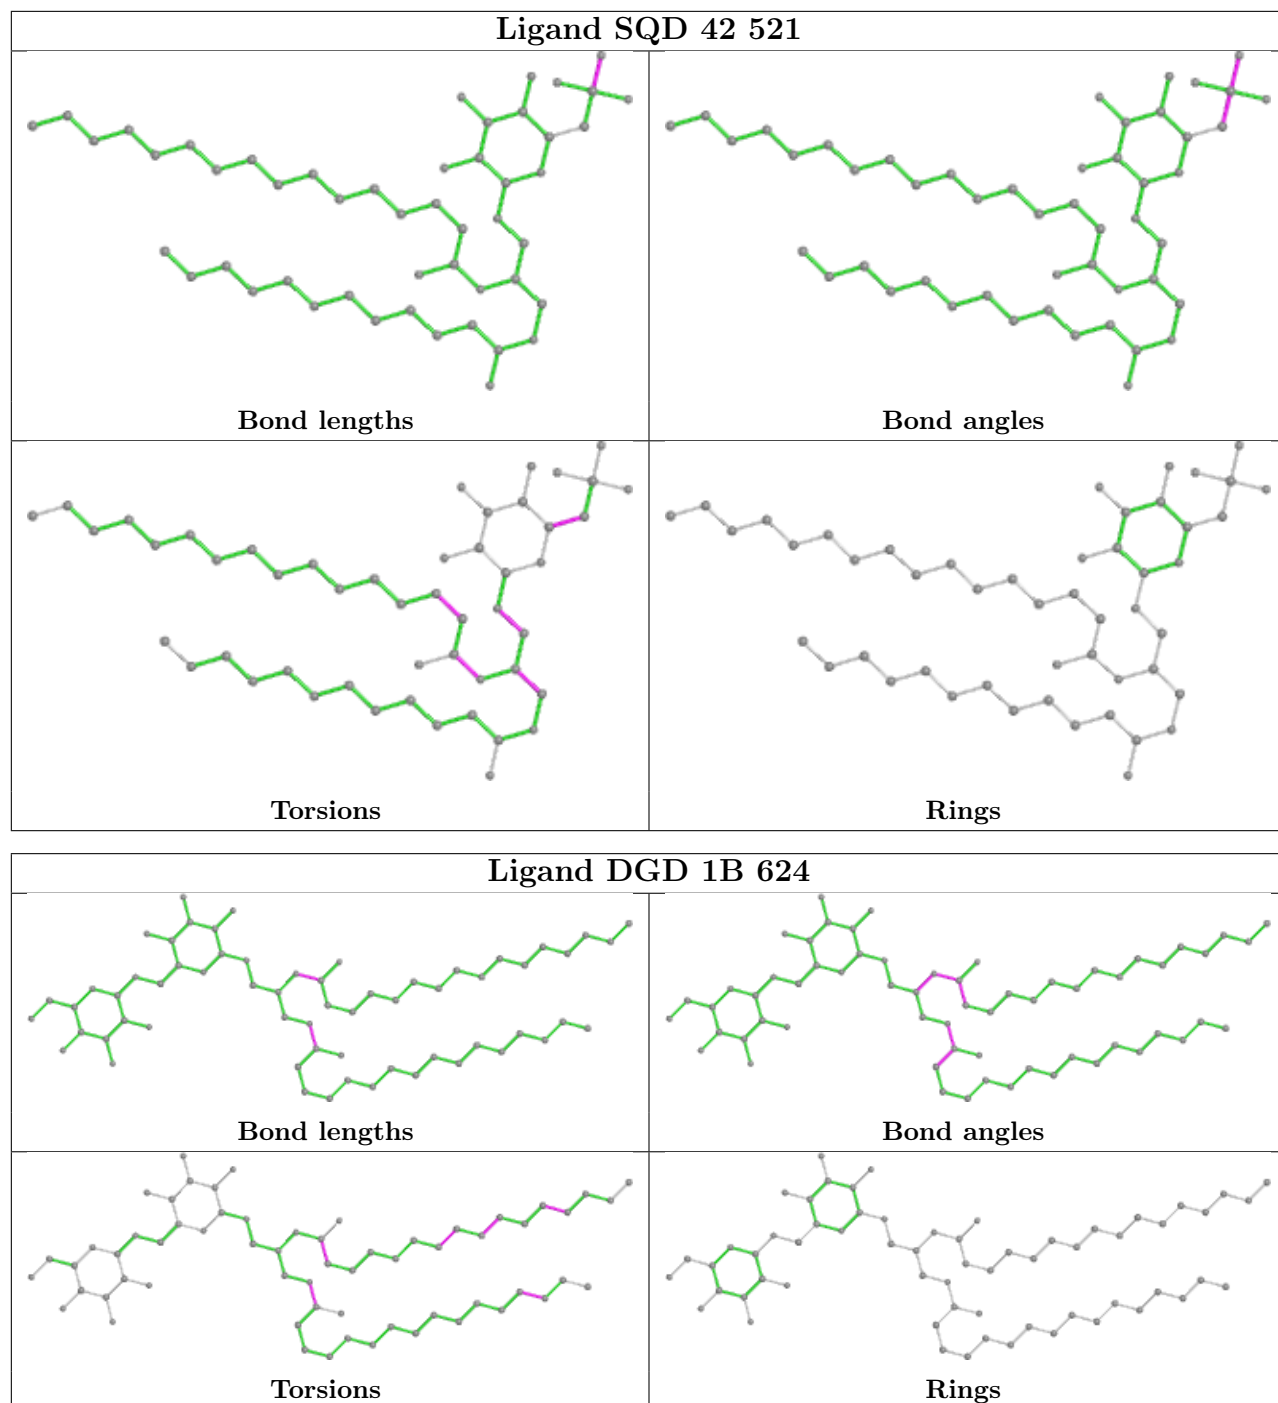 Ligand SQD 42 521
Bond lengths
Bond angles
Torsions
Rings
Ligand DGD 1B 624
Bond lengths
Bond angles
Torsions
Rings